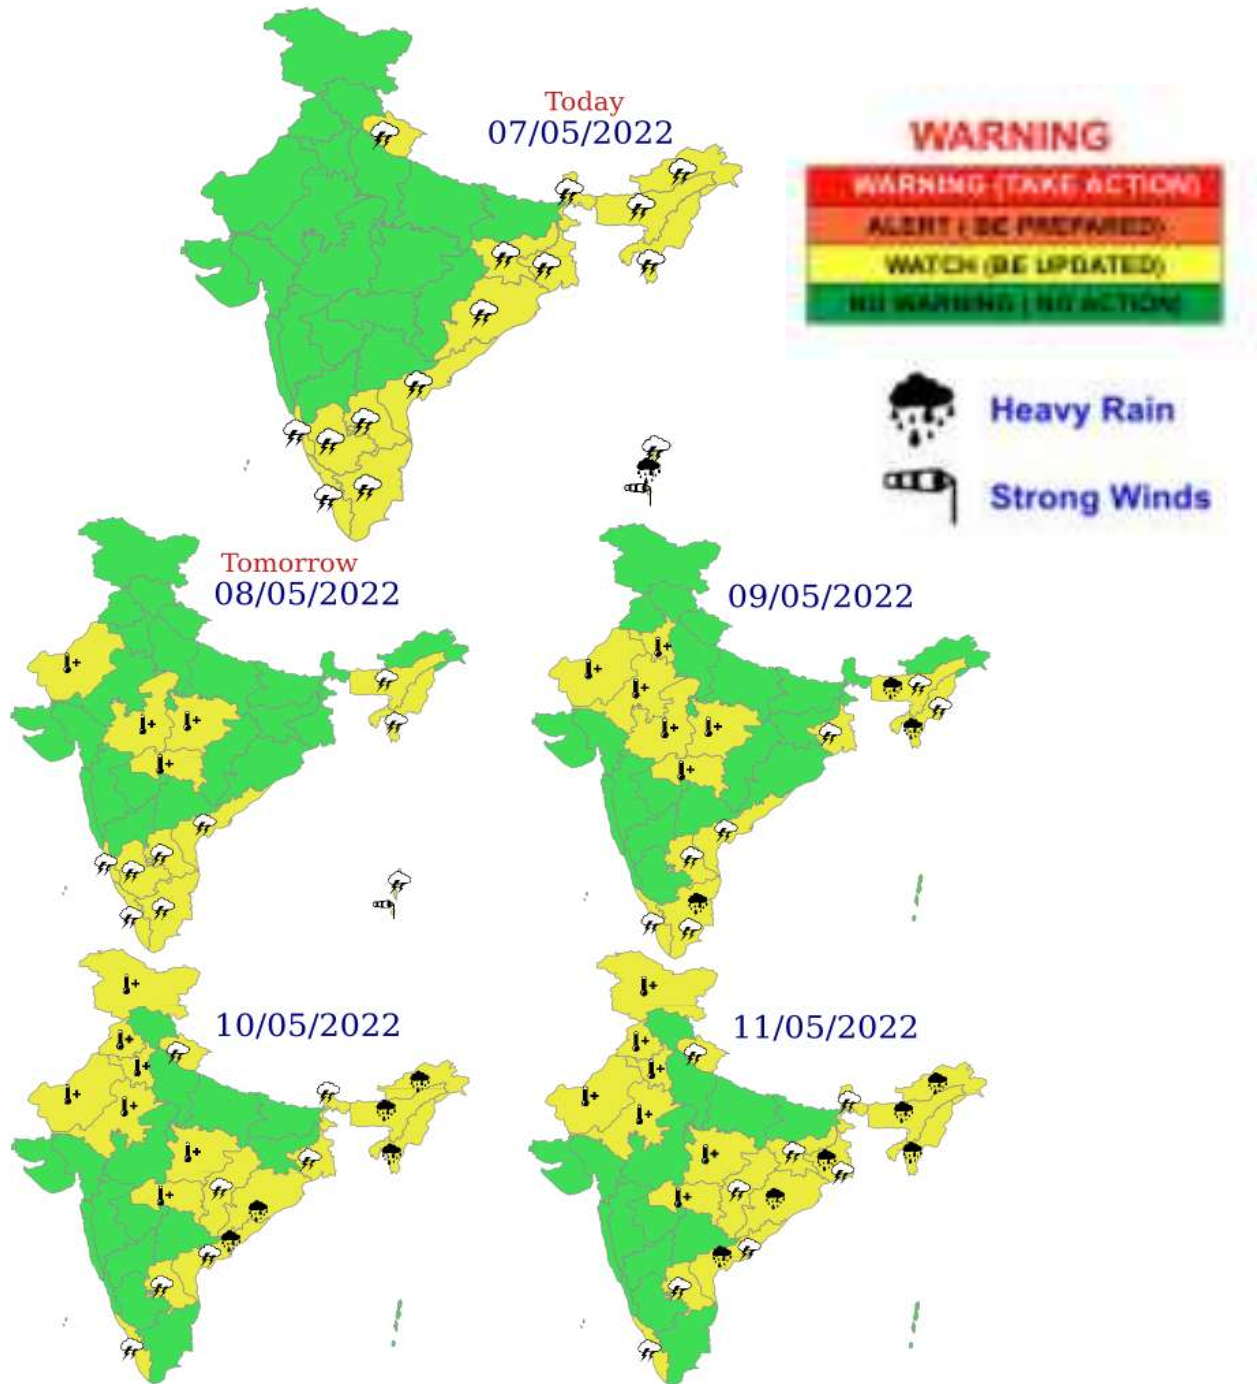 Today
07/05/2022
WARNING
WARNING (TAKE ACTION)
ALERT ( BE PREPARED)
WATCH (BE UPDATED)
NO WARNING ( NO ACTION)
Heavy Rain
Strong Winds
Tomorrow
08/05/2022
09/05/2022
10/05/2022
11/05/2022